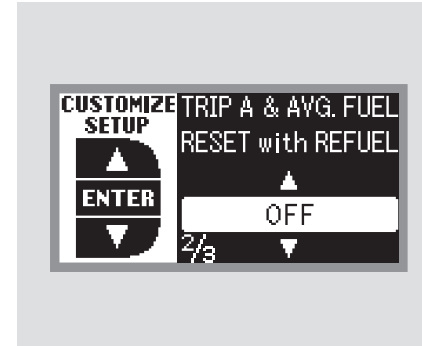 CUSTOMIZE
SETUP
ENTER
TRIP A & AVG. FUEL
RESET with REFUEL
OFF
2/3